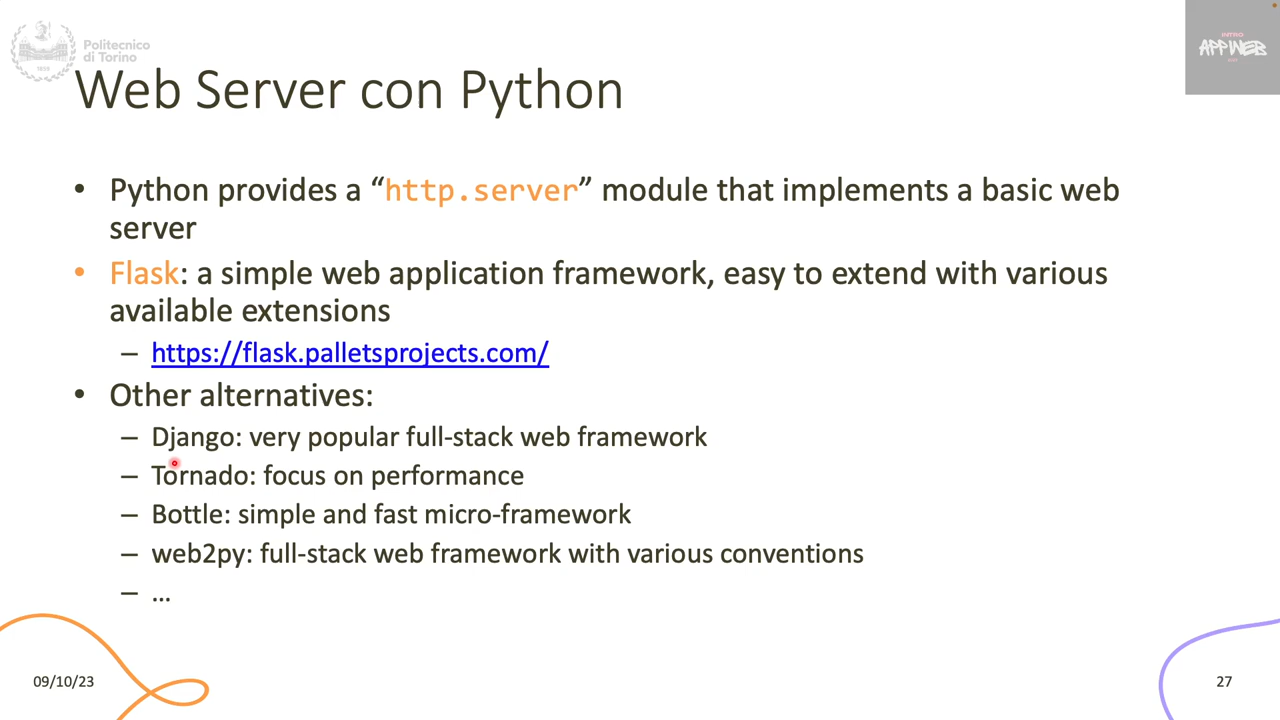 Politecnico
di Torino
1859
INTRO
APPWEB
Web Server con Python
• Python provides a “http.server” module that implements a basic web
server
• Flask: a simple web application framework, easy to extend with various
available extensions
– https://flask.palletsprojects.com/
• Other alternatives:
– Django: very popular full-stack web framework
– Tornado: focus on performance
– Bottle: simple and fast micro-framework
– web2py: full-stack web framework with various conventions
– …
09/10/23
27